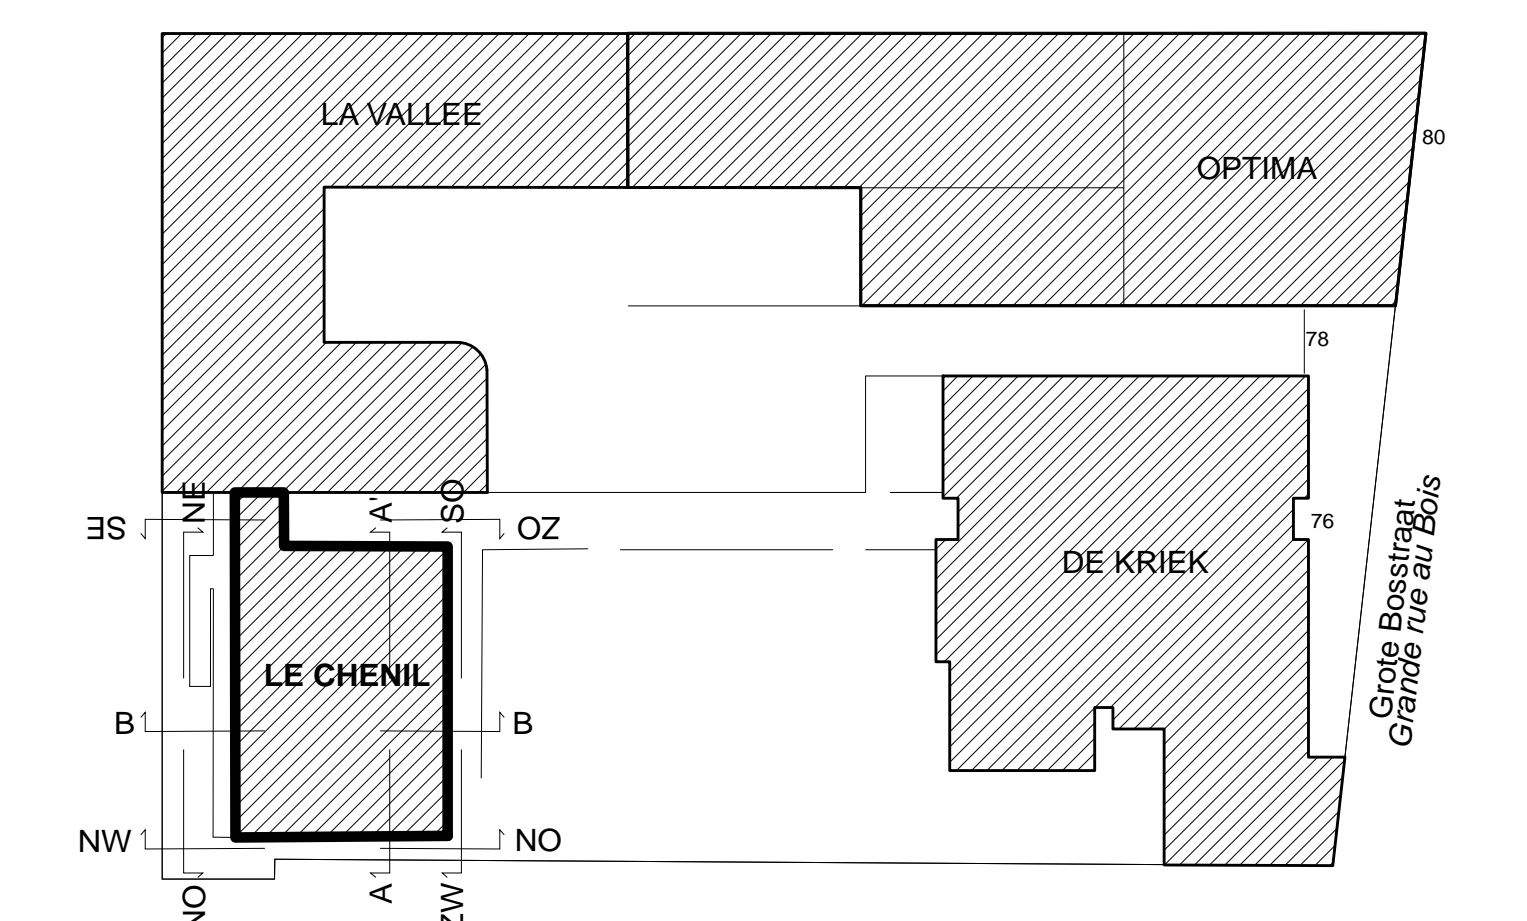 LA VALLEE
80
OPTIMA
78
NE
A'
SO
SE
OZ
76
Grote Bosstraat
Grande rue au Bois
DE KRIEK
LE CHENIL
B
B
NW
NO
NO
A
ZW